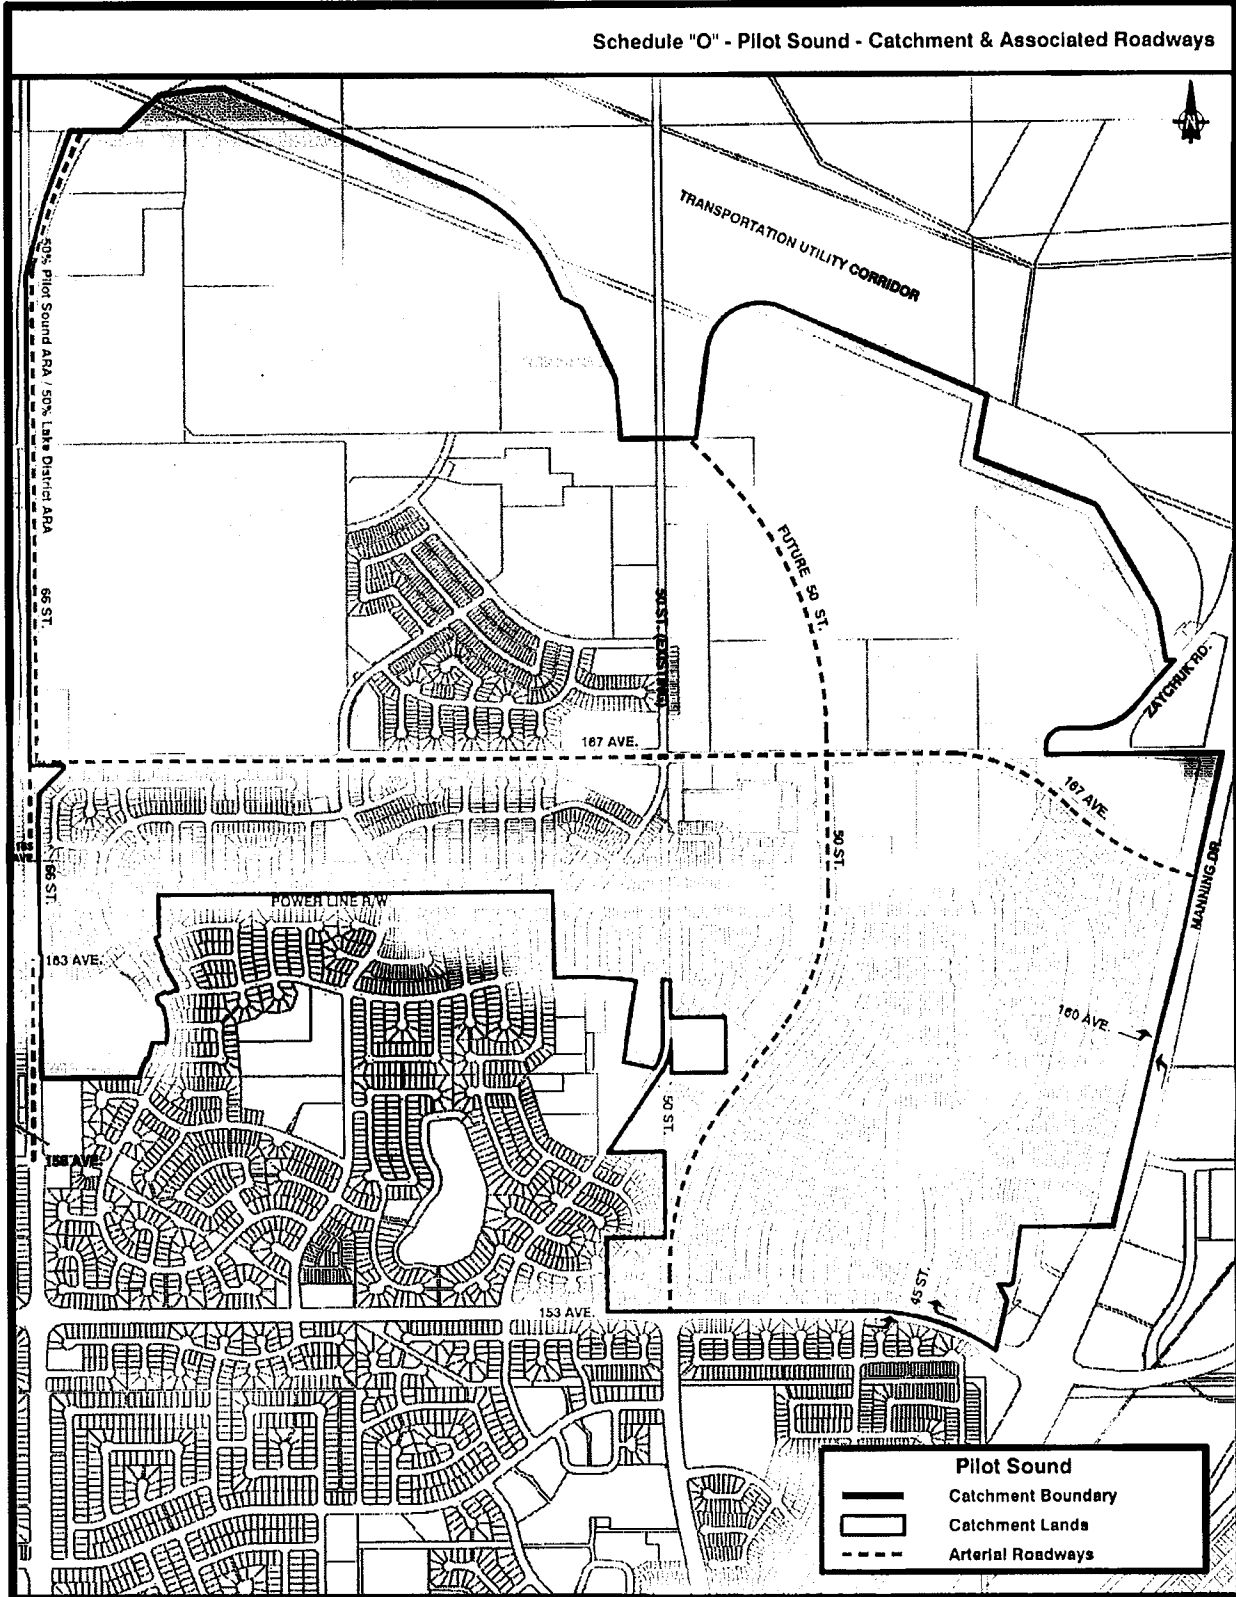 Schedule "O" - Pilot Sound - Catchment & Associated Roadways
N
TRANSPORTATION UTILITY CORRIDOR
50% Pilot Sound ARA / 50% Lake District ARA
66 ST.
FUTURE 50 ST.
50 ST. (EXISTING)
ZAYCHUK RD.
167 AVE.
167 AVE.
MANNING DR.
50 ST.
66 ST.
POWER LINE R/W
163 AVE.
160 AVE.
50 ST.
158 AVE.
45 ST.
153 AVE.
Pilot Sound
Catchment Boundary
Catchment Lands
Arterial Roadways